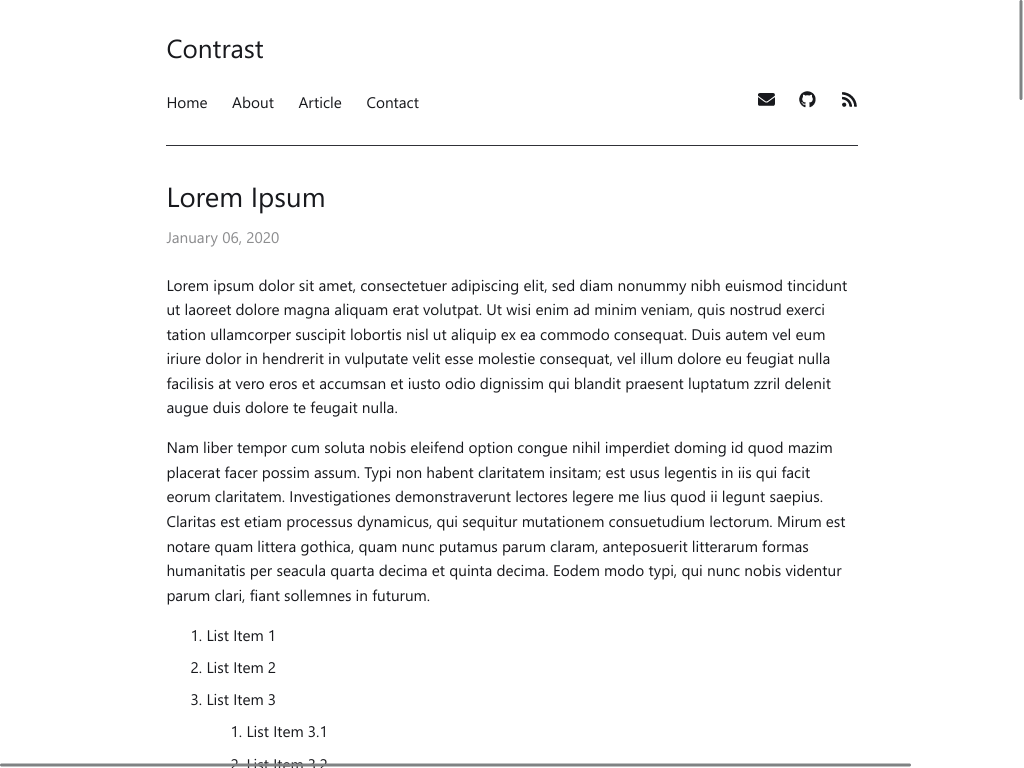 Contrast
Home About Article Contact
Lorem Ipsum
January 06, 2020
Lorem ipsum dolor sit amet, consectetuer adipiscing elit, sed diam nonummy nibh euismod tincidunt
ut laoreet dolore magna aliquam erat volutpat. Ut wisi enim ad minim veniam, quis nostrud exerci
tation ullamcorper suscipit lobortis nisl ut aliquip ex ea commodo consequat. Duis autem vel eum
iriure dolor in hendrerit in vulputate velit esse molestie consequat, vel illum dolore eu feugiat nulla
facilisis at vero eros et accumsan et iusto odio dignissim qui blandit praesent luptatum zzril delenit
augue duis dolore te feugait nulla.
Nam liber tempor cum soluta nobis eleifend option congue nihil imperdiet doming id quod mazim
placerat facer possim assum. Typi non habent claritatem insitam; est usus legentis in iis qui facit
eorum claritatem. Investigationes demonstraverunt lectores legere me lius quod ii legunt saepius.
Claritas est etiam processus dynamicus, qui sequitur mutationem consuetudium lectorum. Mirum est
notare quam littera gothica, quam nunc putamus parum claram, anteposuerit litterarum formas
humanitatis per seacula quarta decima et quinta decima. Eodem modo typi, qui nunc nobis videntur
parum clari, fiant sollemnes in futurum.
1. List Item 1
2. List Item 2
3. List Item 3
1. List Item 3.1
2. List Item 3.2